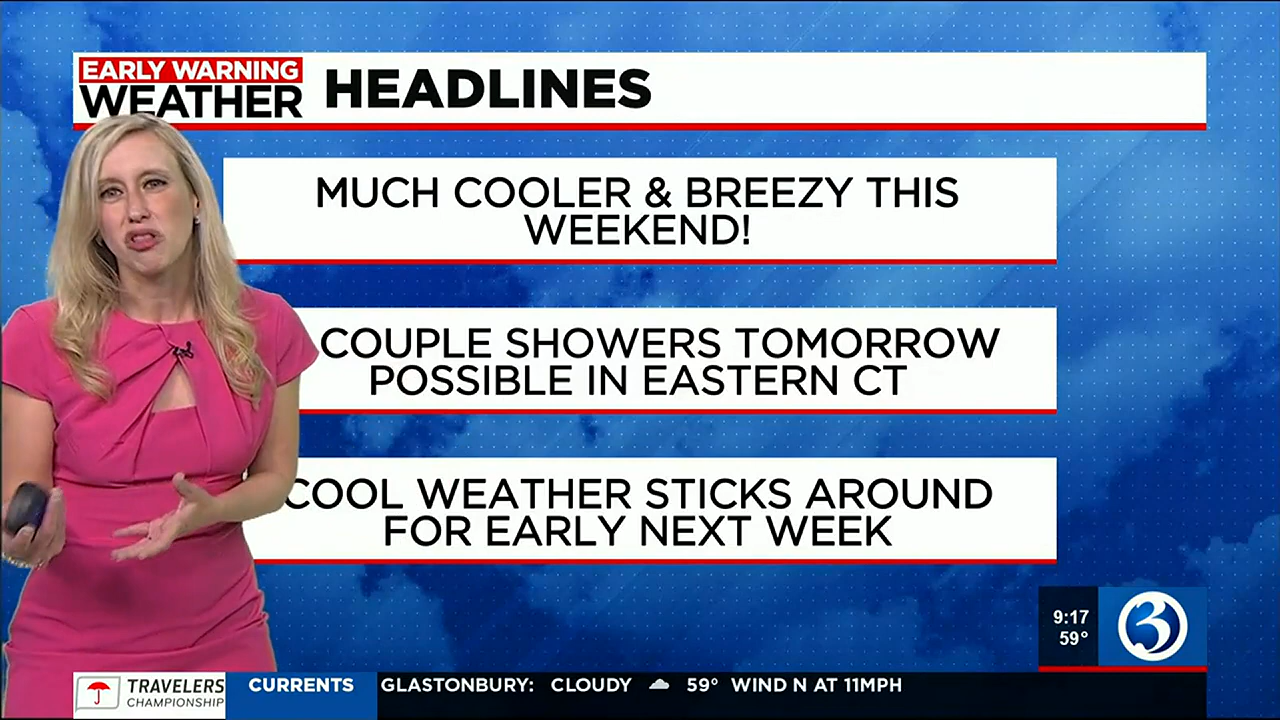 EARLY WARNING
WEATHER
HEADLINES
MUCH COOLER & BREEZY THIS
WEEKEND!
COUPLE SHOWERS TOMORROW
POSSIBLE IN EASTERN CT
COOL WEATHER STICKS AROUND
FOR EARLY NEXT WEEK
9:17
59°
3
TRAVELERS
CHAMPIONSHIP
CURRENTS
GLASTONBURY: CLOUDY 59° WIND N AT 11MPH